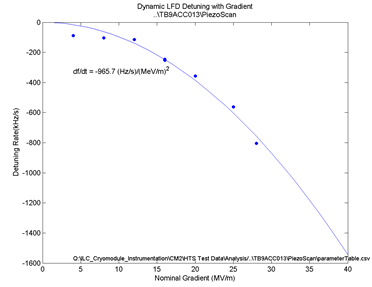 Dynamic LFD Detuning with Gradient
..\TB9ACC013\PiezoScan
0
-200
-400
-600
-800
-1000
-1200
-1400
-1600
Detuning Rate(kHz/s)
df/dt = -965.7 (Hz/s)/(MeV/m)^2
Q:\ILC_Cryomodule_Instrumentation\CM2\HTS Test Data\Analysis/..\TB9ACC013\PiezoScan\parameterTable.csv
0 5 10 15 20 25 30 35 40
Nominal Gradient (MV/m)